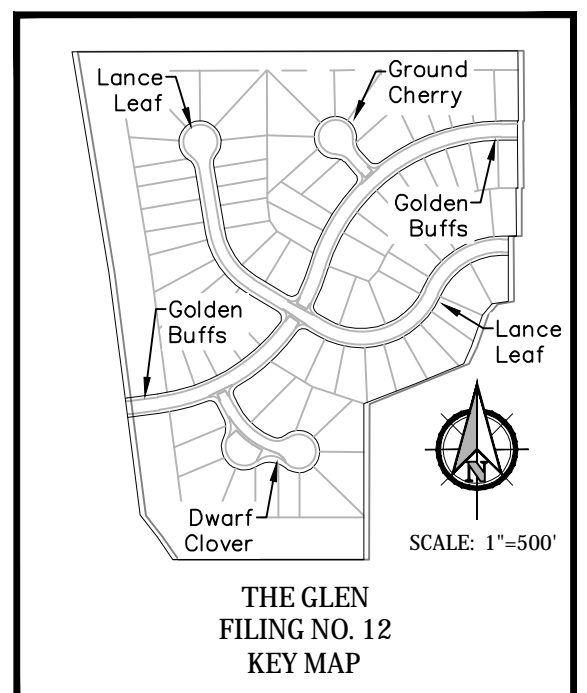 Lance
Leaf
Ground
Cherry
Golden
Buffs
Golden
Buffs
Lance
Leaf
Dwarf
Clover
N
SCALE: 1"=500'
THE GLEN
FILING NO. 12
KEY MAP